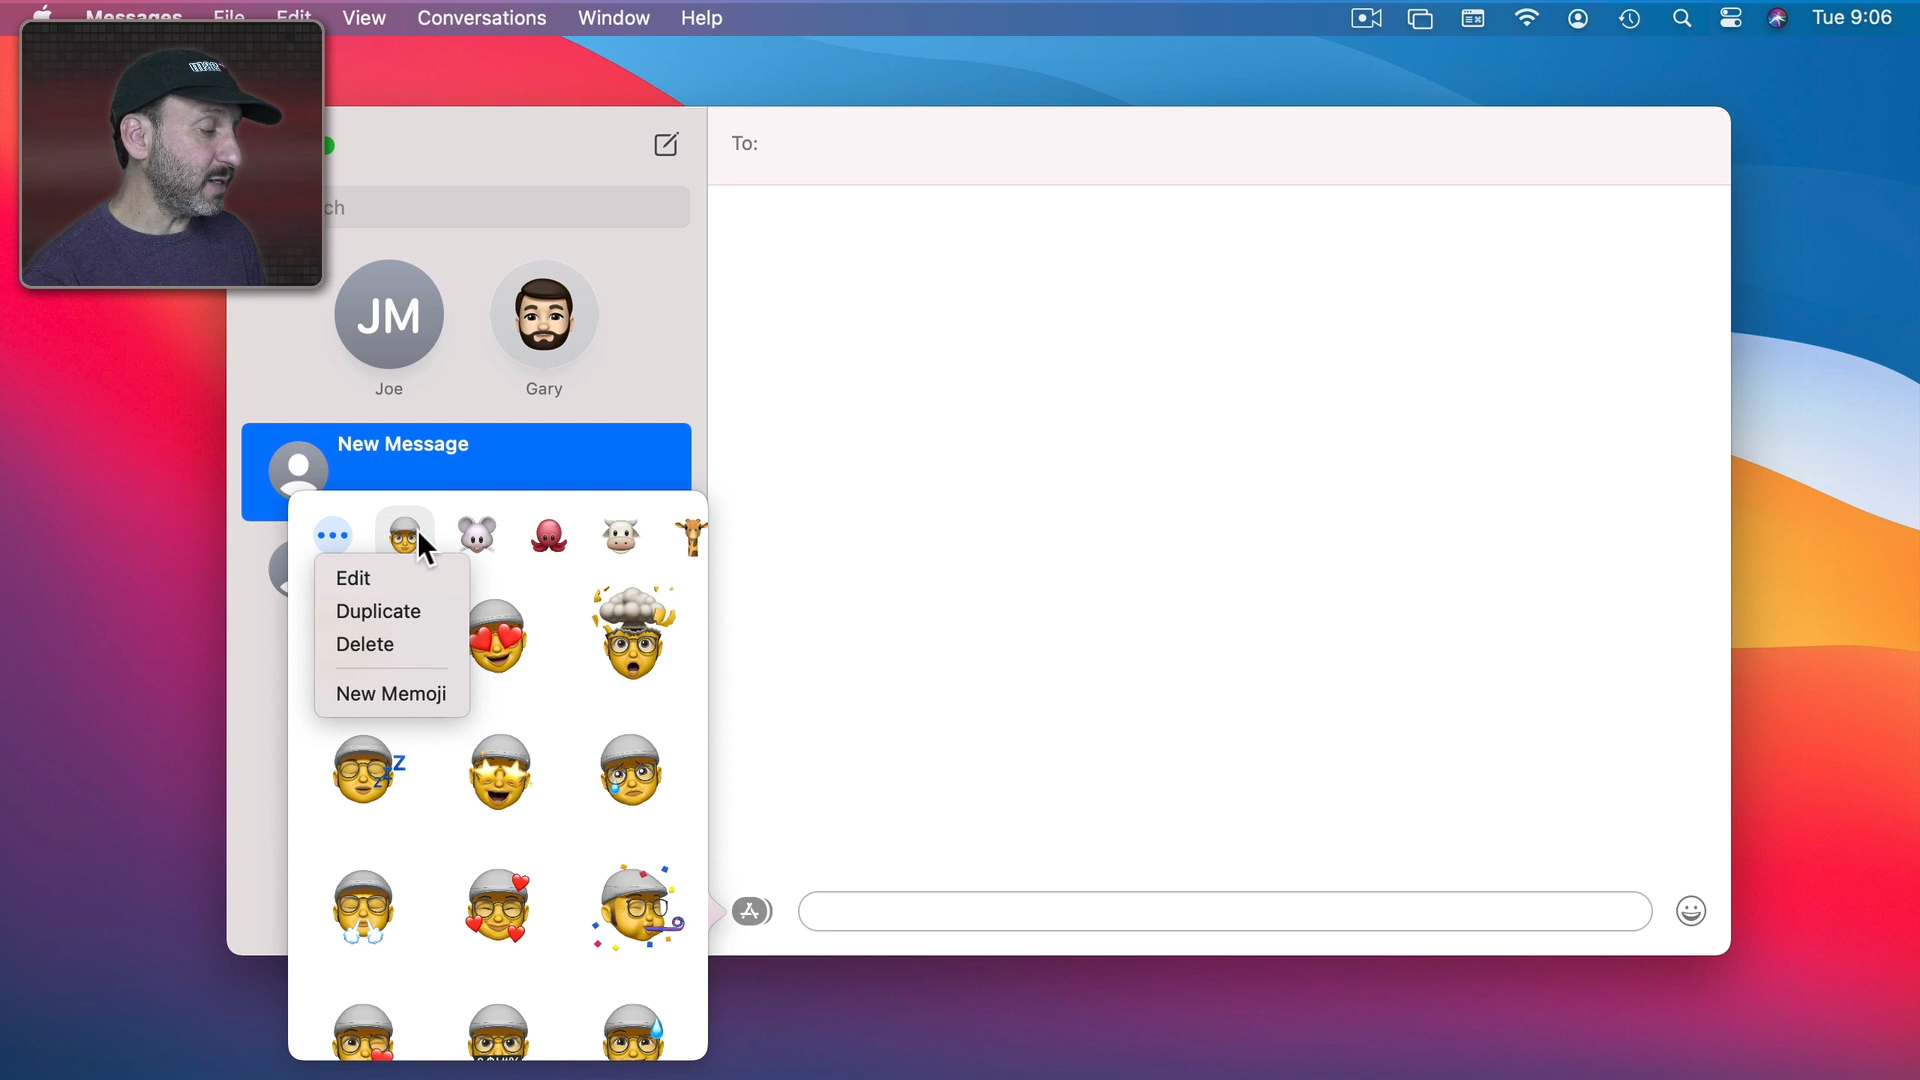 Messages File Edit View Conversations Window Help
Tue 9:06
To:
ch
JM
Joe
Gary
New Message
Edit
Duplicate
Delete
New Memoji